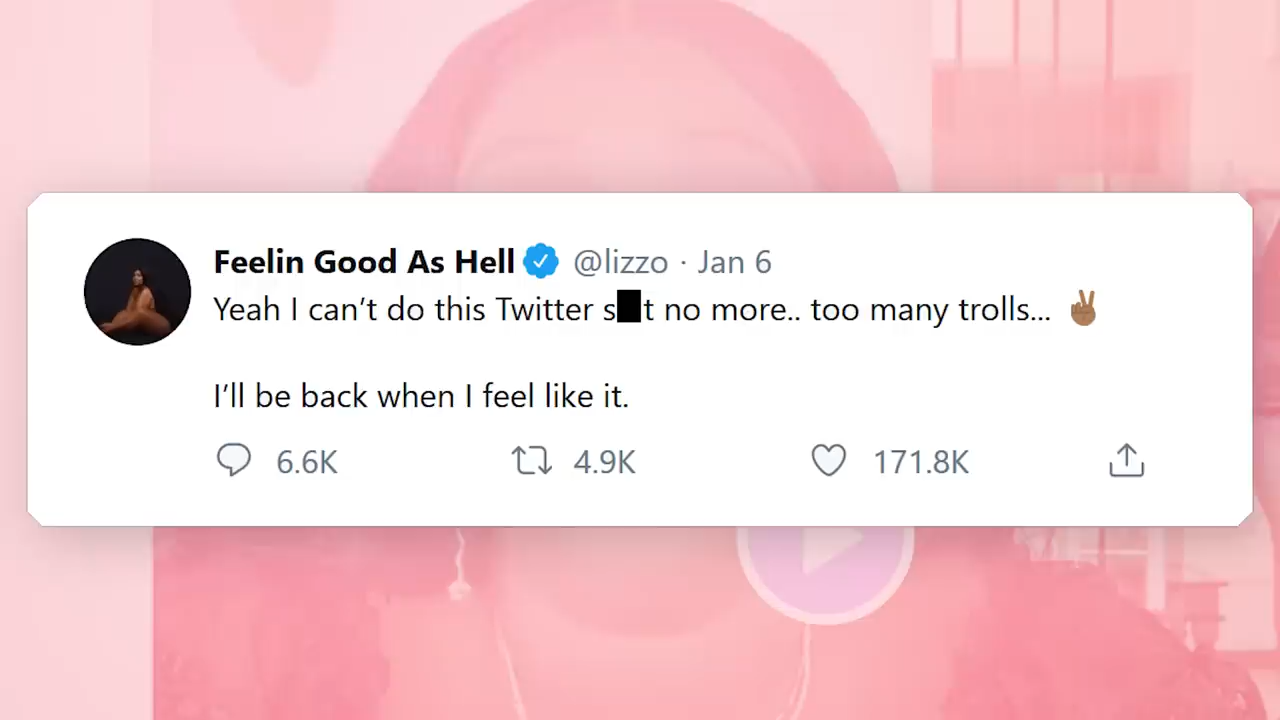 Feelin Good As Hell @lizzo · Jan 6
Yeah I can’t do this Twitter s■t no more.. too many trolls... ✌🏾
I’ll be back when I feel like it.
6.6K 4.9K 171.8K